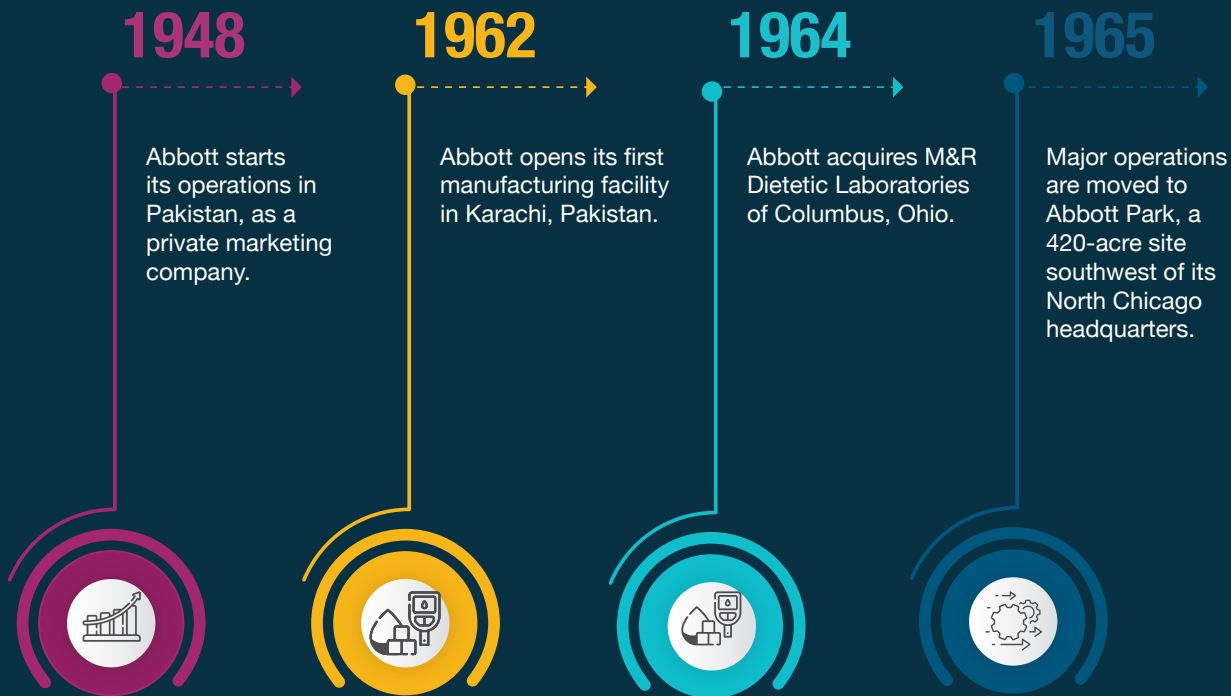 1948
Abbott starts
its operations in
Pakistan, as a
private marketing
company.
1962
Abbott opens its first
manufacturing facility
in Karachi, Pakistan.
1964
Abbott acquires M&R
Dietetic Laboratories
of Columbus, Ohio.
1965
Major operations
are moved to
Abbott Park, a
420-acre site
southwest of its
North Chicago
headquarters.